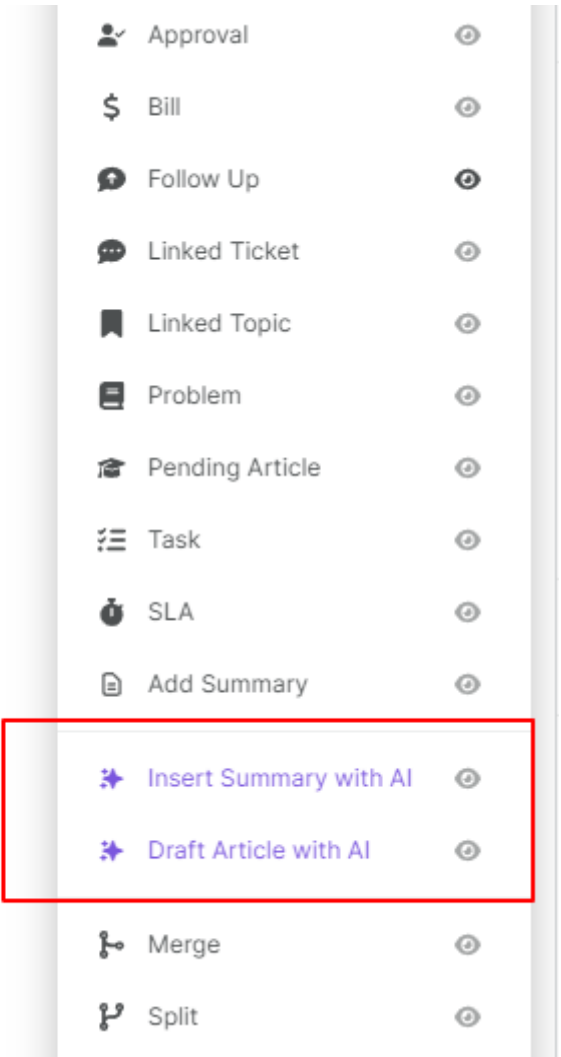 Approval
Bill
Follow Up
Linked Ticket
Linked Topic
Problem
Pending Article
Task
SLA
Add Summary
Insert Summary with AI
Draft Article with AI
Merge
Split